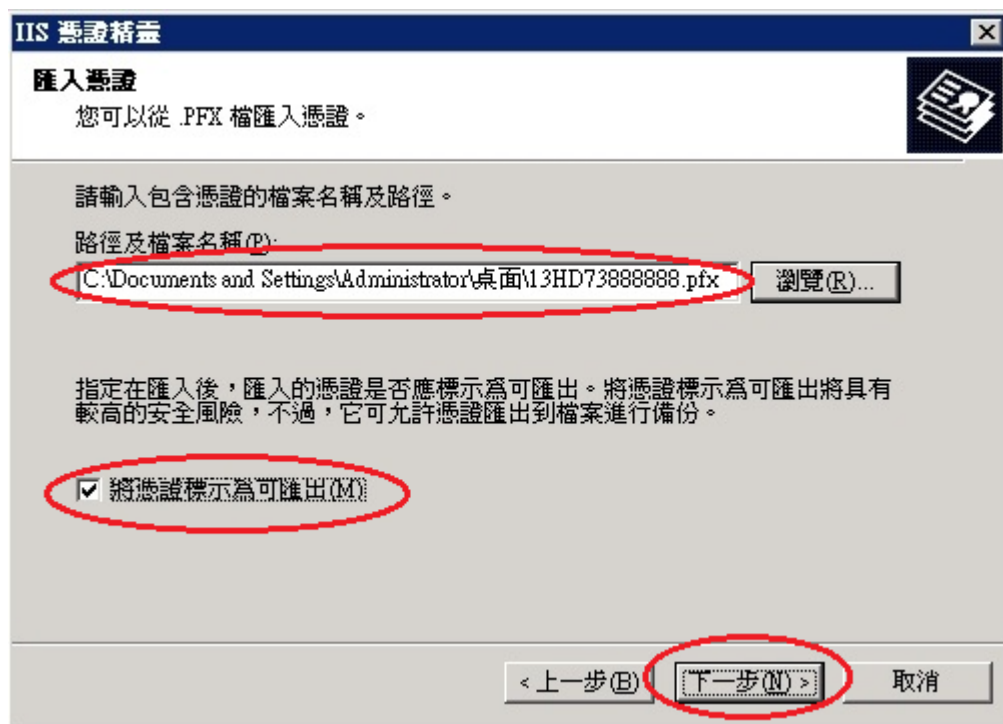 IIS 憑證精靈
匯入憑證
您可以從 .PFX 檔匯入憑證。
請輸入包含憑證的檔案名稱及路徑。
路徑及檔案名稱(P):
C:\Documents and Settings\Administrator\桌面\13HD73888888.pfx
瀏覽(R)...
指定在匯入後，匯入的憑證是否應標示為可匯出。將憑證標示為可匯出將具有
較高的安全風險，不過，它可允許憑證匯出到檔案進行備份。
將憑證標示為可匯出(M)
< 上一步(B) 下一步(N) > 取消